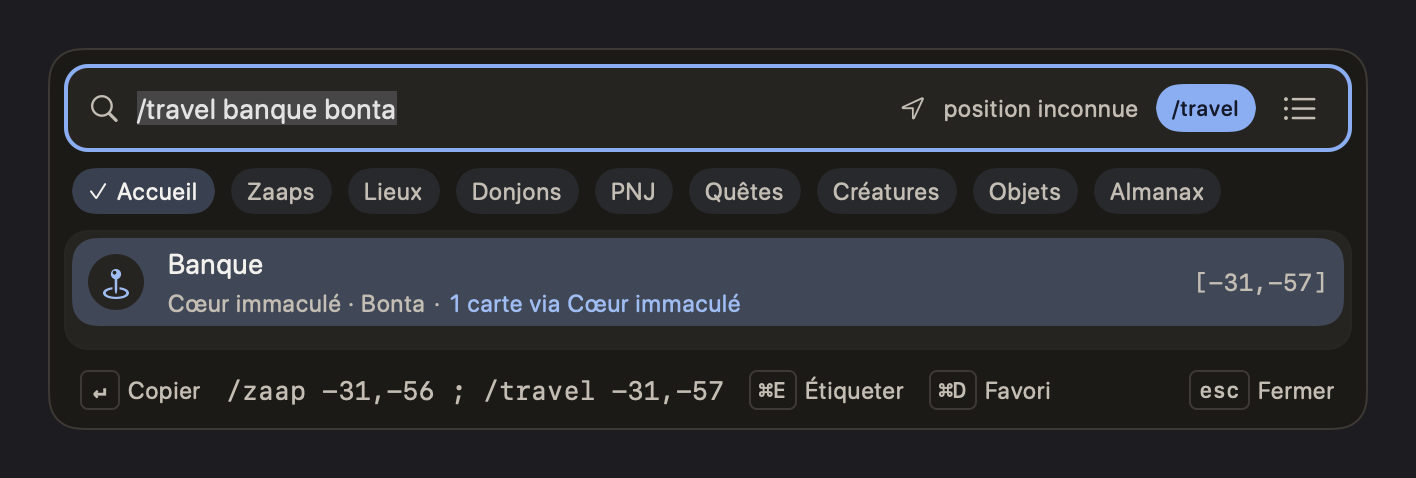 /travel banque bonta position inconnue /travel
✓ Accueil Zaaps Lieux Donjons PNJ Quêtes Créatures Objets Almanax
Banque
Cœur immaculé · Bonta · 1 carte via Cœur immaculé
[−31,−57]
↵ Copier /zaap −31,−56 ; /travel −31,−57 ⌘E Étiqueter ⌘D Favori esc Fermer